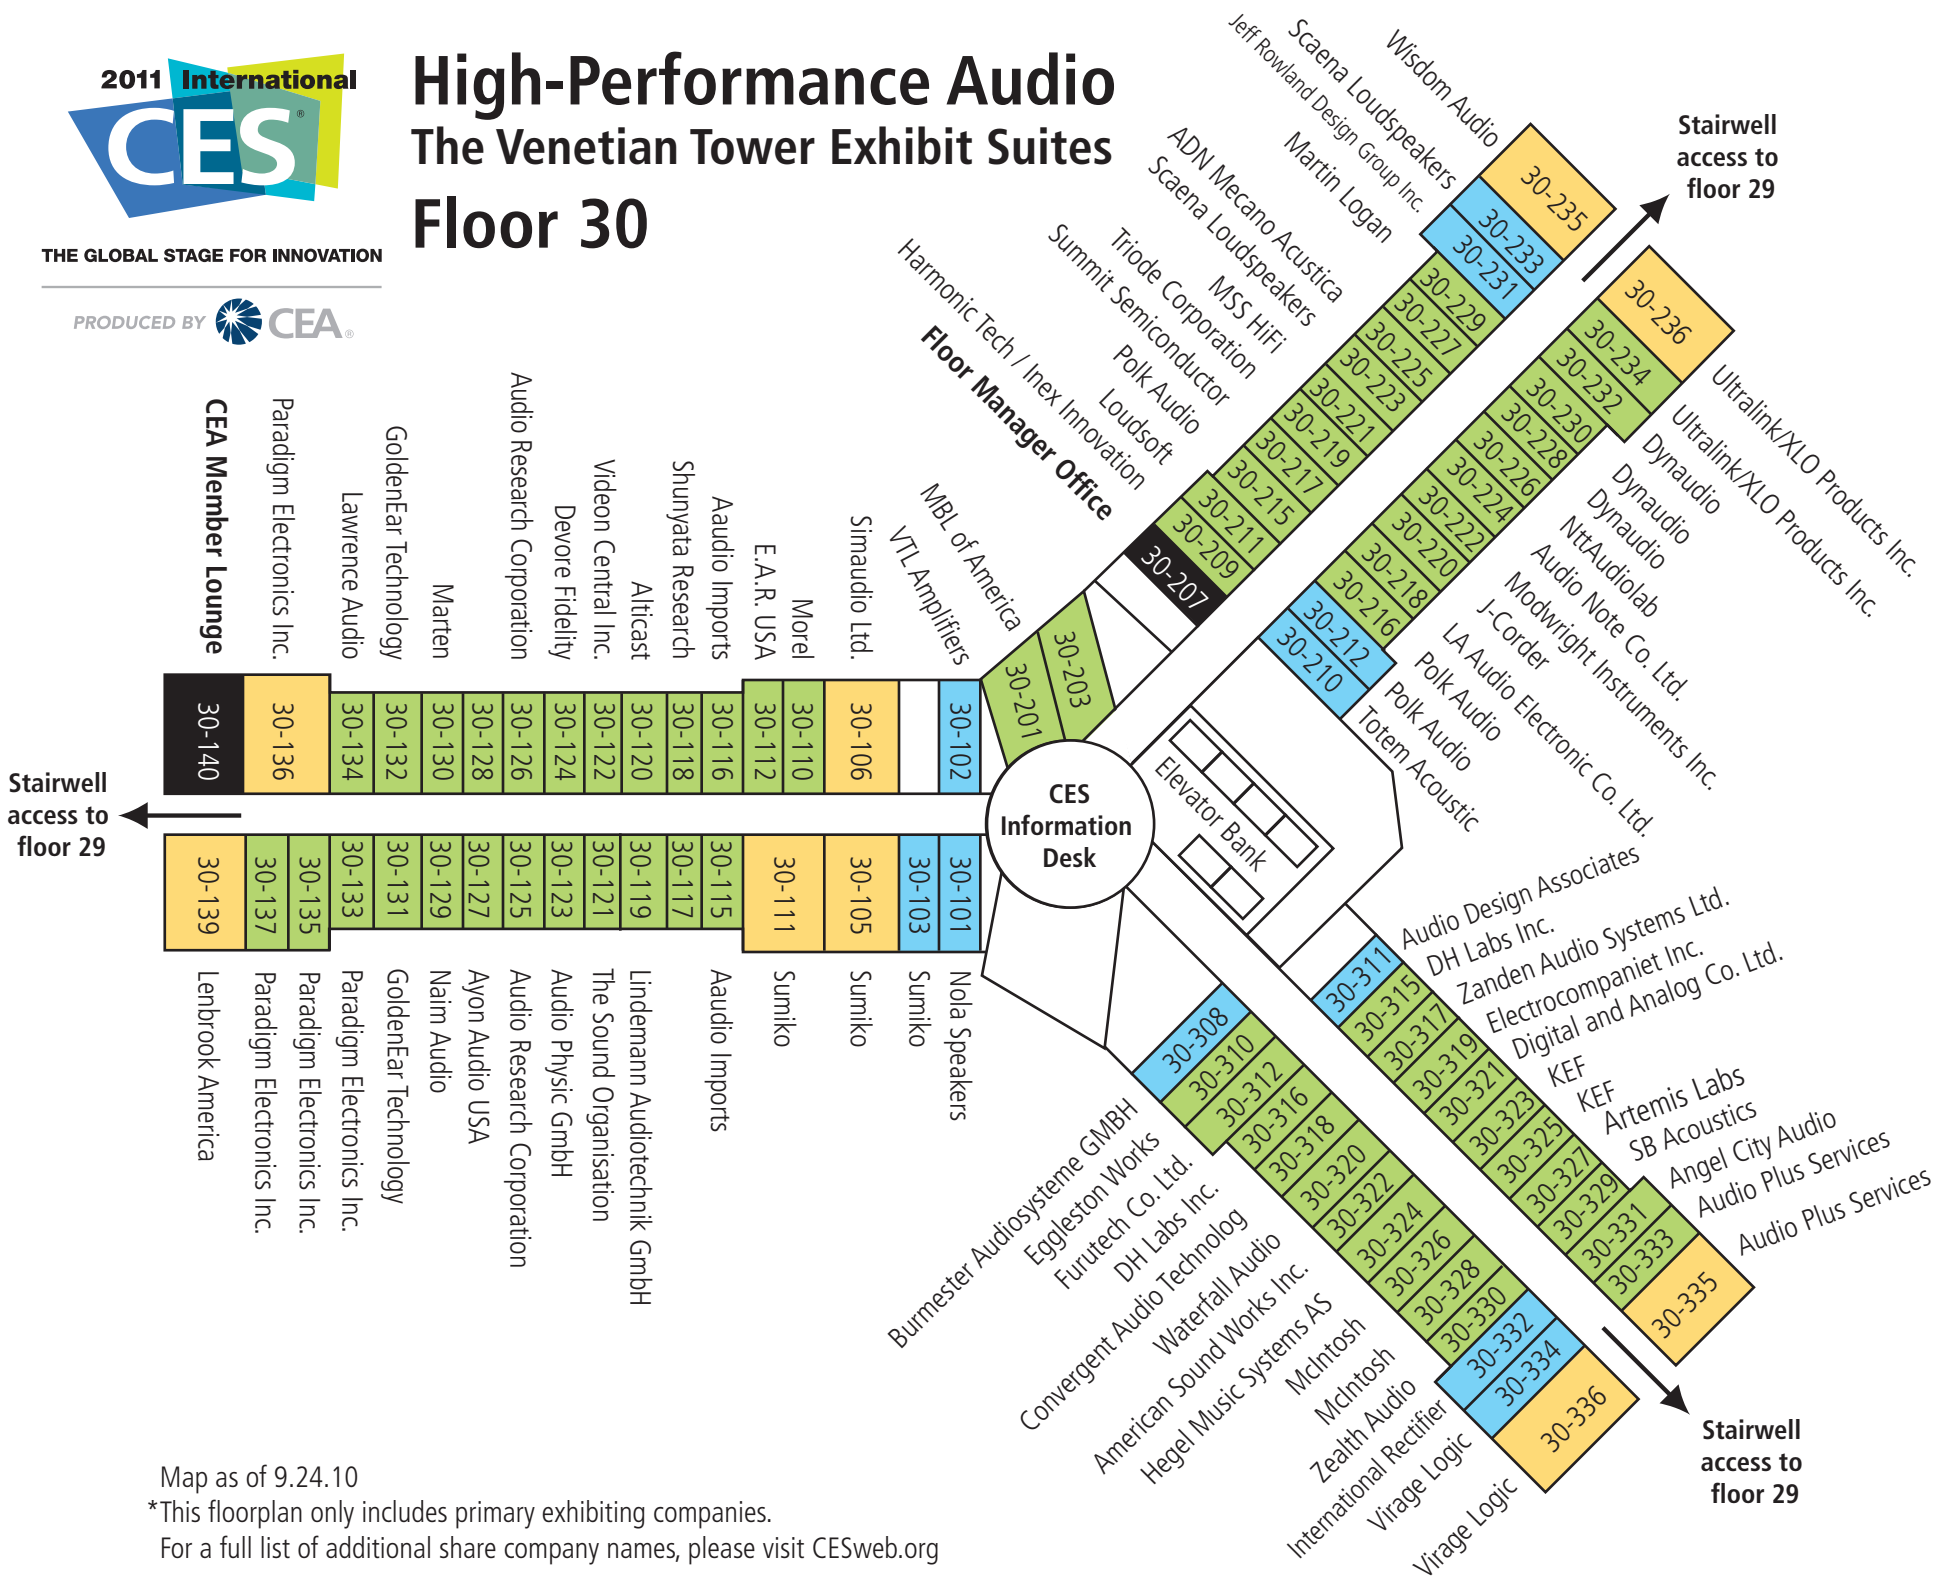 2011 International
CES®
THE GLOBAL STAGE FOR INNOVATION
PRODUCED BY CEA®
High-Performance Audio
The Venetian Tower Exhibit Suites
Floor 30
CEA Member Lounge
Paradigm Electronics Inc.
Lawrence Audio
GoldenEar Technology
Marten
Audio Research Corporation
Devore Fidelity
Videon Central Inc.
Alticast
Shunyata Research
Aaudio Imports
E.A.R. USA
Morel
Simaudio Ltd.
VTL Amplifiers
MBL of America
30-140
30-136
30-134
30-132
30-130
30-128
30-126
30-124
30-122
30-120
30-118
30-116
30-112
30-110
30-106
30-102
30-201
30-203
Stairwell
access to
floor 29
30-139
30-137
30-135
30-133
30-131
30-129
30-127
30-125
30-123
30-121
30-119
30-117
30-115
30-111
30-105
30-103
30-101
Lenbrook America
Paradigm Electronics Inc.
Paradigm Electronics Inc.
Paradigm Electronics Inc.
GoldenEar Technology
Naim Audio
Ayon Audio USA
Audio Research Corporation
Audio Physic GmbH
The Sound Organisation
Lindemann Audiotechnik GmbH
Aaudio Imports
Sumiko
Sumiko
Sumiko
Nola Speakers
CES
Information
Desk
Elevator Bank
Floor Manager Office
Harmonic Tech / Inex Innovation
Loudsoft
Polk Audio
Summit Semiconductor
Triode Corporation
MSS HiFi
Scaena Loudspeakers
ADN Mecano Acustica
Martin Logan
Jeff Rowland Design Group Inc.
Scaena Loudspeakers
Wisdom Audio
30-207
30-209
30-211
30-215
30-217
30-219
30-221
30-223
30-225
30-227
30-229
30-231
30-233
30-235
Stairwell
access to
floor 29
30-236
30-234
30-232
30-230
30-228
30-226
30-224
30-222
30-220
30-218
30-216
30-212
30-210
Ultralink/XLO Products Inc.
Ultralink/XLO Products Inc.
Dynaudio
Dynaudio
Dynaudio
NttAudiolab
Audio Note Co. Ltd.
Modwright Instruments Inc.
J-Corder
LA Audio Electronic Co. Ltd.
Polk Audio
Polk Audio
Totem Acoustic
30-311
30-315
30-317
30-319
30-321
30-323
30-325
30-327
30-329
30-331
30-333
30-335
Audio Design Associates
DH Labs Inc.
Zanden Audio Systems Ltd.
Electrocompaniet Inc.
Digital and Analog Co. Ltd.
KEF
KEF
Artemis Labs
SB Acoustics
Angel City Audio
Audio Plus Services
Audio Plus Services
30-308
30-310
30-312
30-316
30-318
30-320
30-322
30-324
30-326
30-328
30-330
30-332
30-334
30-336
Burmester Audiosysteme GMBH
Eggleston Works
Furutech Co. Ltd.
DH Labs Inc.
Convergent Audio Technolog
Waterfall Audio
American Sound Works Inc.
Hegel Music Systems AS
McIntosh
McIntosh
Zealth Audio
International Rectifier
Virage Logic
Virage Logic
Stairwell
access to
floor 29
Map as of 9.24.10
*This floorplan only includes primary exhibiting companies.
For a full list of additional share company names, please visit CESweb.org